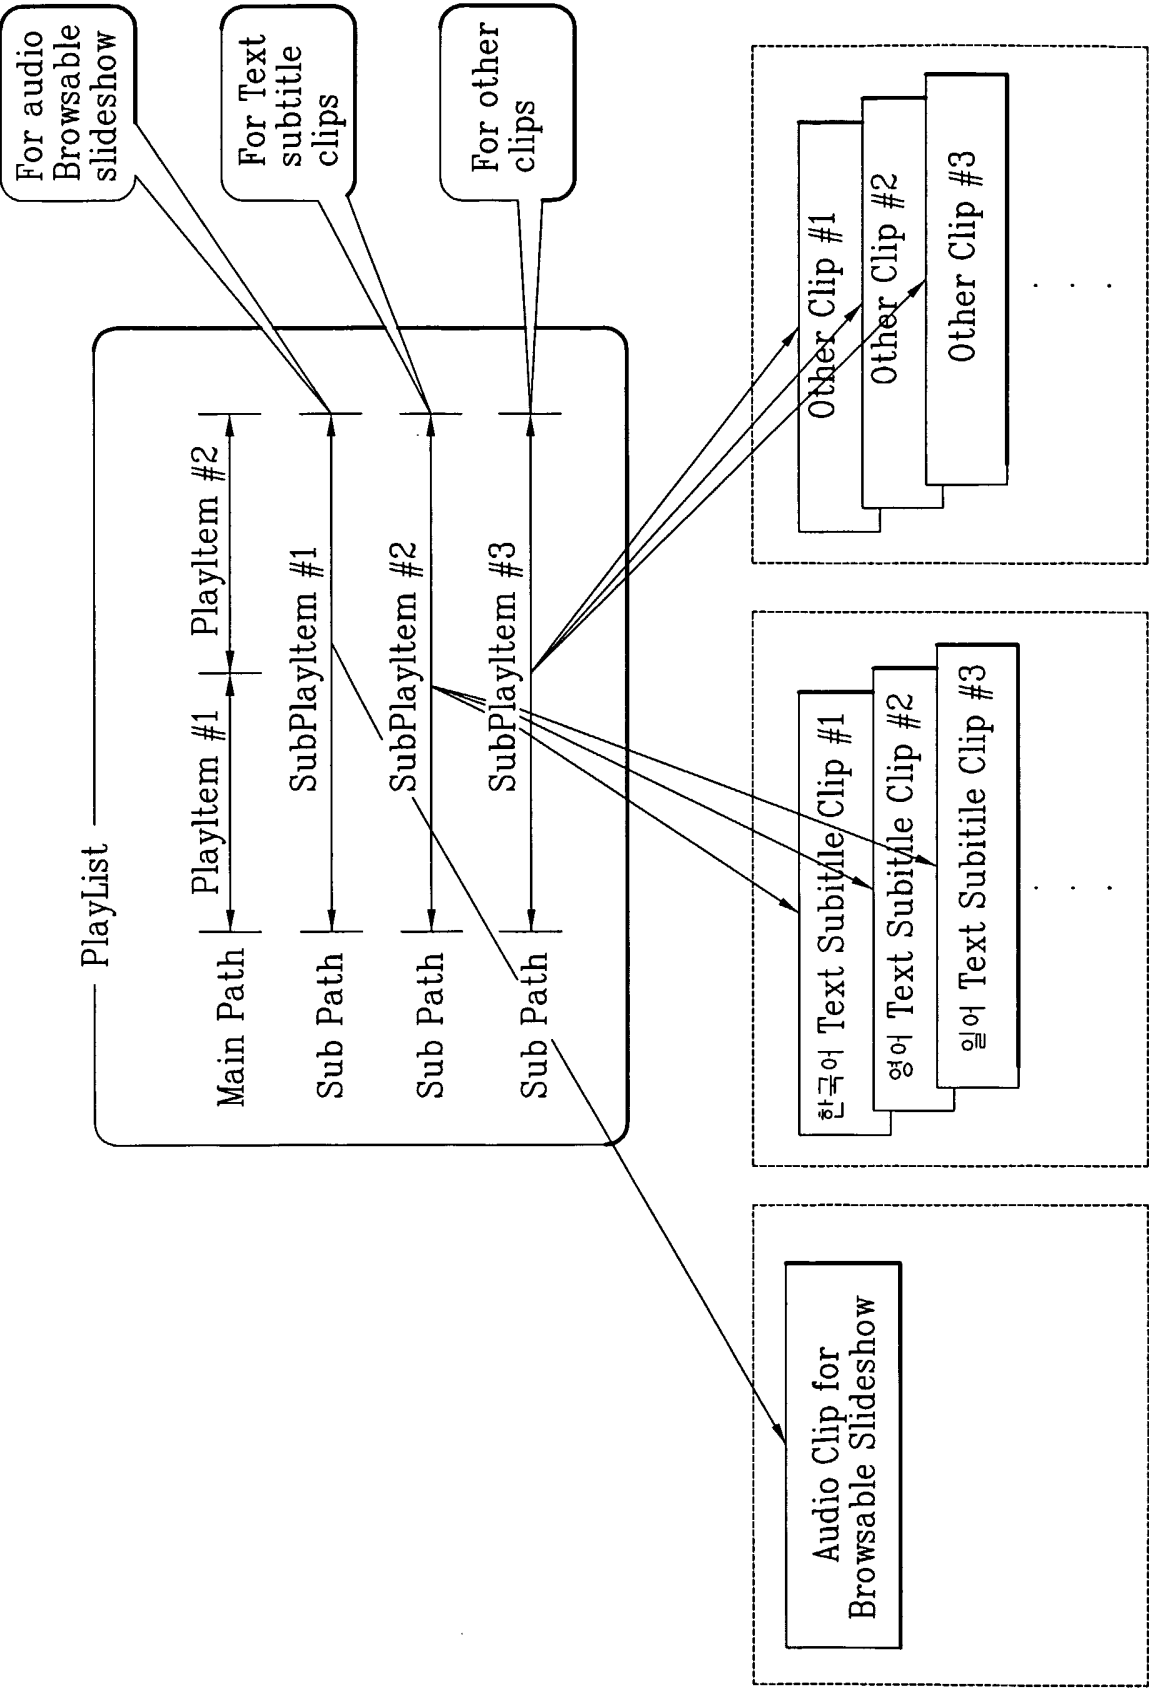 PlayList
For audio
Browsable
slideshow
For Text
subtitle
clips
For other
clips
Main Path
PlayItem #1
PlayItem #2
Sub Path
SubPlayItem #1
Sub Path
SubPlayItem #2
Sub Path
SubPlayItem #3
Audio Clip for
Browsable Slideshow
한국어 Text Subitile Clip #1
영어 Text Subitile Clip #2
일어 Text Subitile Clip #3
. . .
Other Clip #1
Other Clip #2
Other Clip #3
. . .